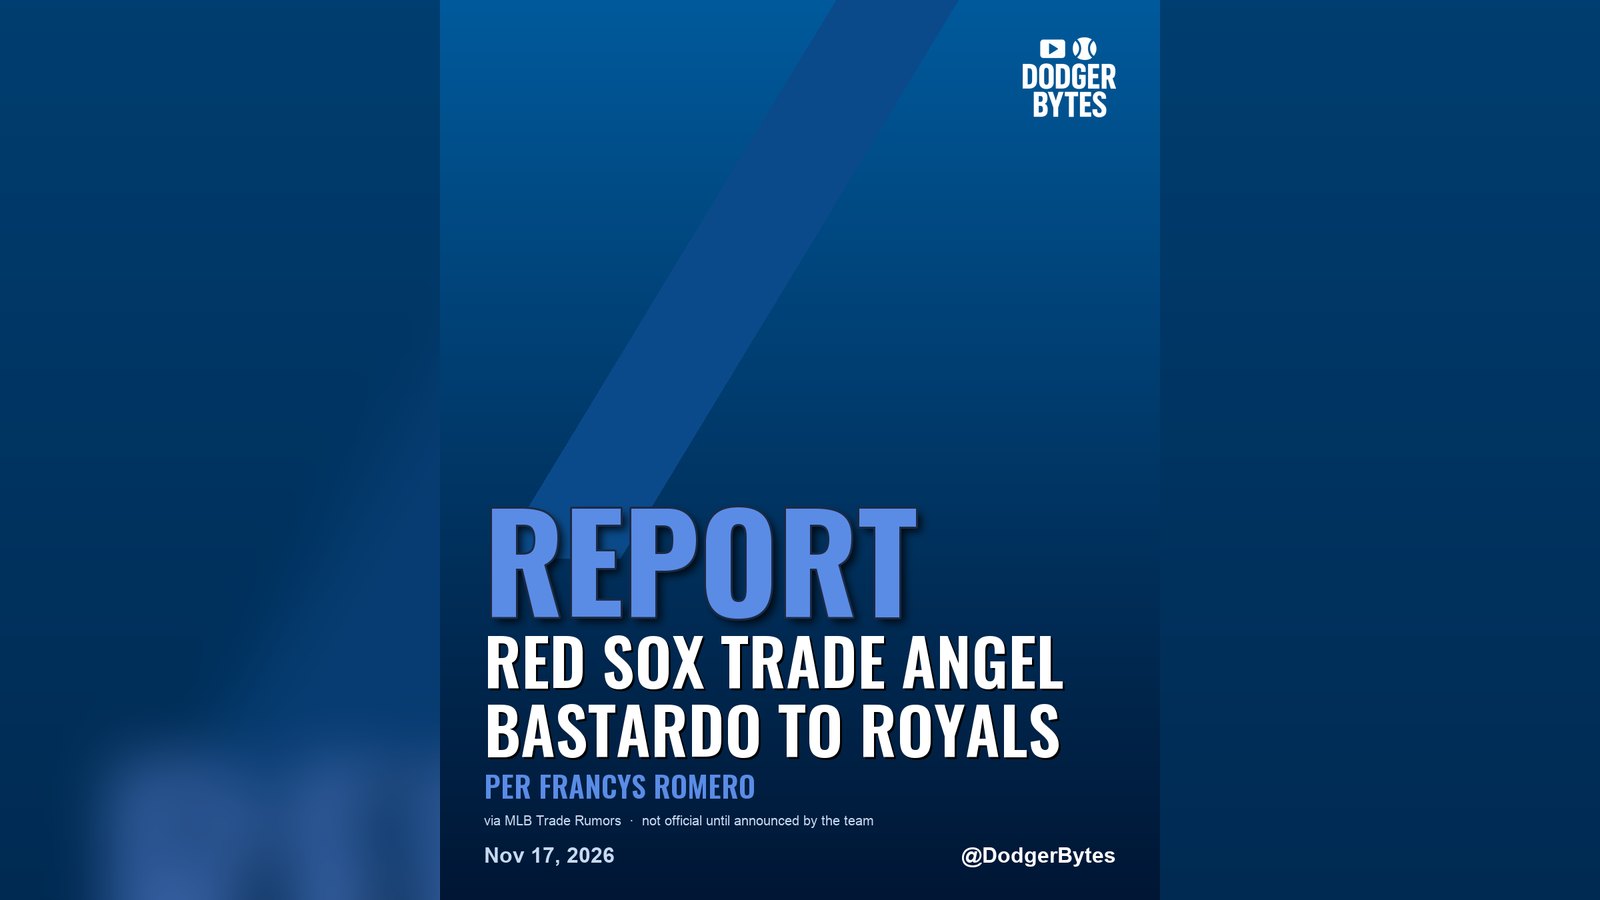 DODGER
BYTES
REPORT
RED SOX TRADE ANGEL
BASTARDO TO ROYALS
PER FRANCYS ROMERO
via MLB Trade Rumors · not official until announced by the team
Nov 17, 2026
@DodgerBytes